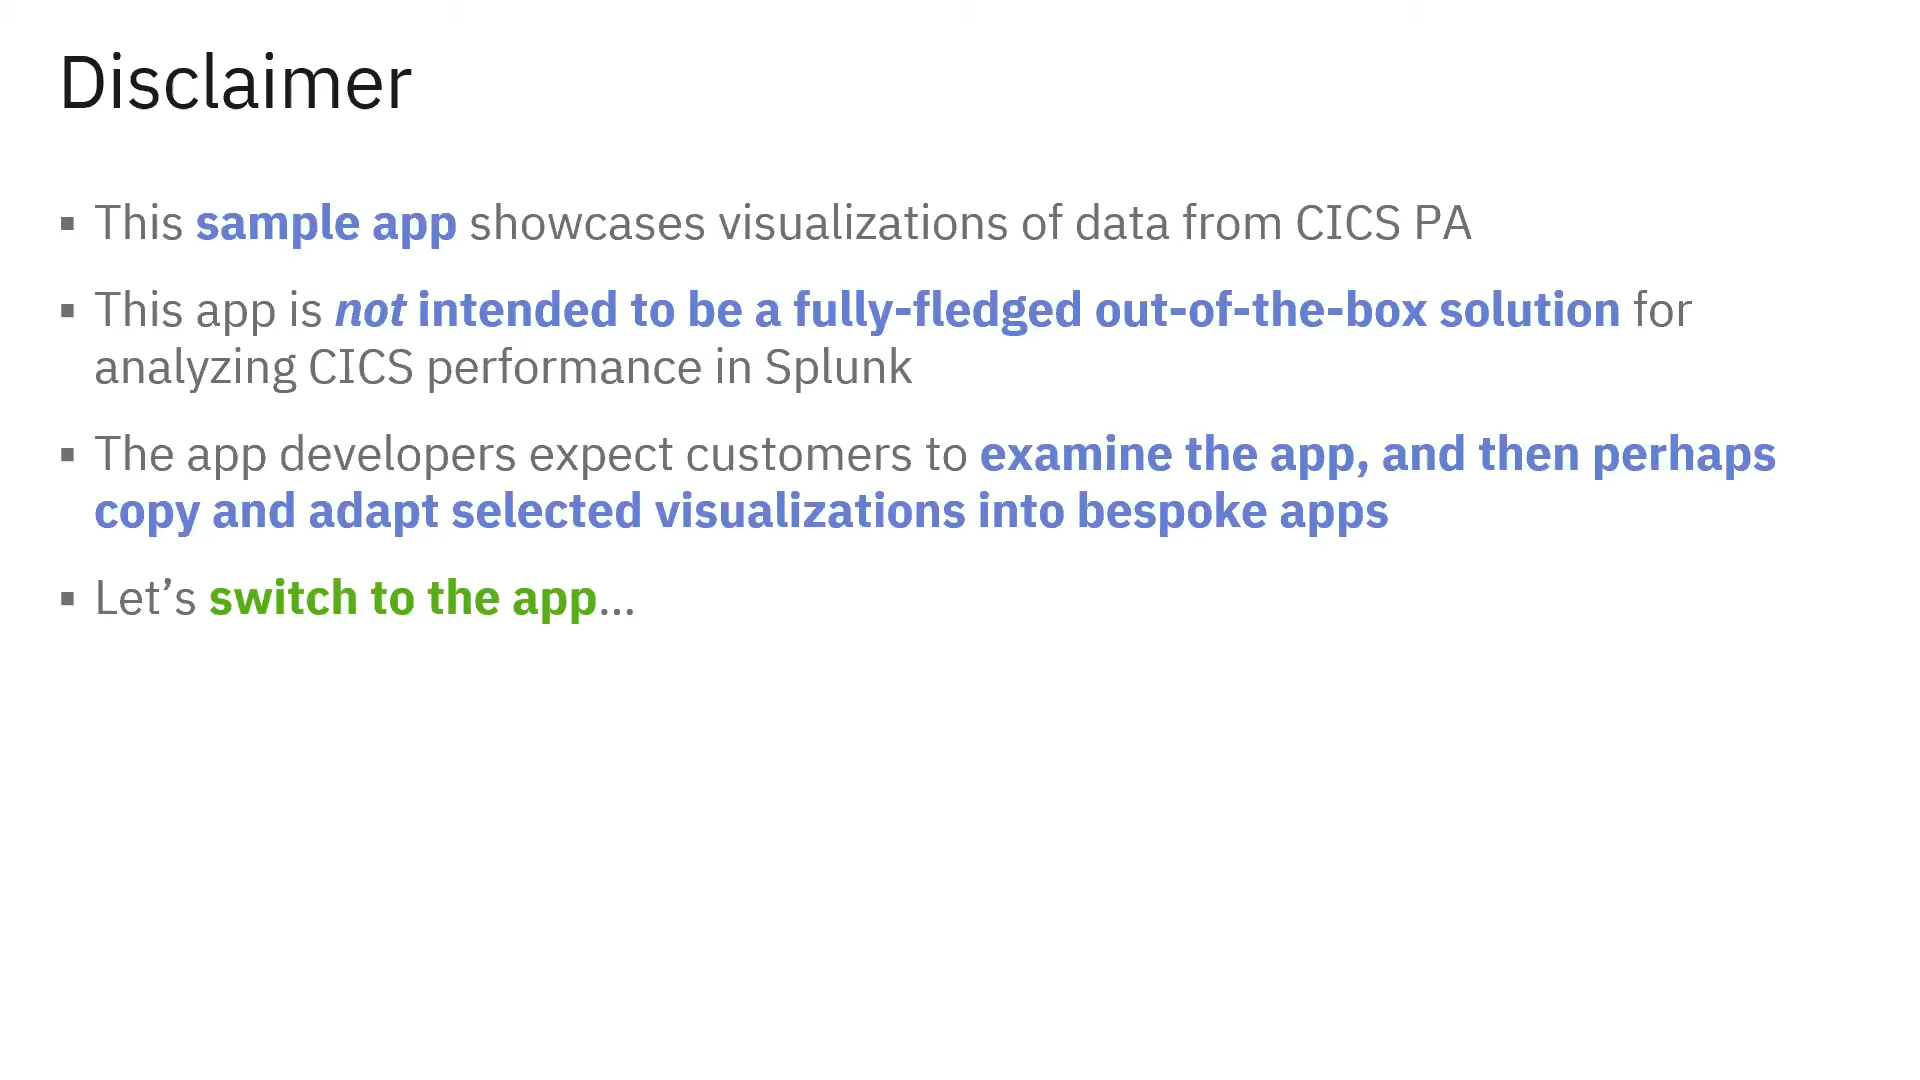 Disclaimer
▪ This sample app showcases visualizations of data from CICS PA
▪ This app is not intended to be a fully-fledged out-of-the-box solution for
analyzing CICS performance in Splunk
▪ The app developers expect customers to examine the app, and then perhaps
copy and adapt selected visualizations into bespoke apps
▪ Let’s switch to the app…